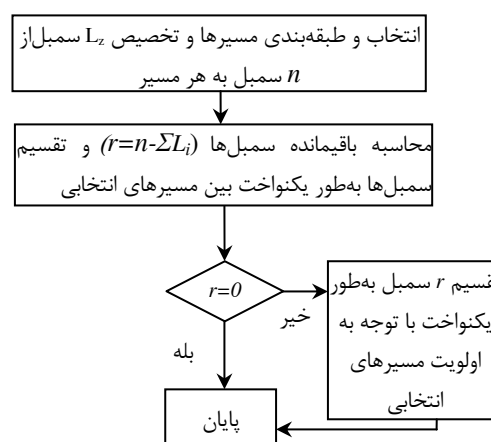 انتخاب و طبقه‌بندی مسیرها و تخصیص Lz سمبل از
n سمبل به هر مسیر
محاسبه باقیمانده سمبل‌ها (r=n-ΣLi) و تقسیم
سمبل‌ها به‌طور یکنواخت بین مسیرهای انتخابی
r=0
خیر
بله
تقسیم r سمبل به‌طور
یکنواخت با توجه به
اولویت مسیرهای
انتخابی
پایان